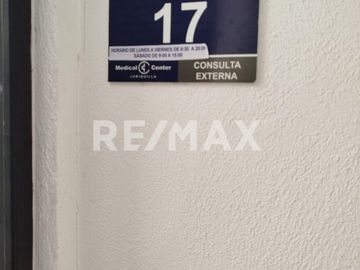 17
HORARIO DE LUNES A VIERNES DE 8:30 A 20:00
SÁBADO DE 9:00 A 15:00
Medical Center
JURIQUILLA
CONSULTA
EXTERNA
RE/MAX